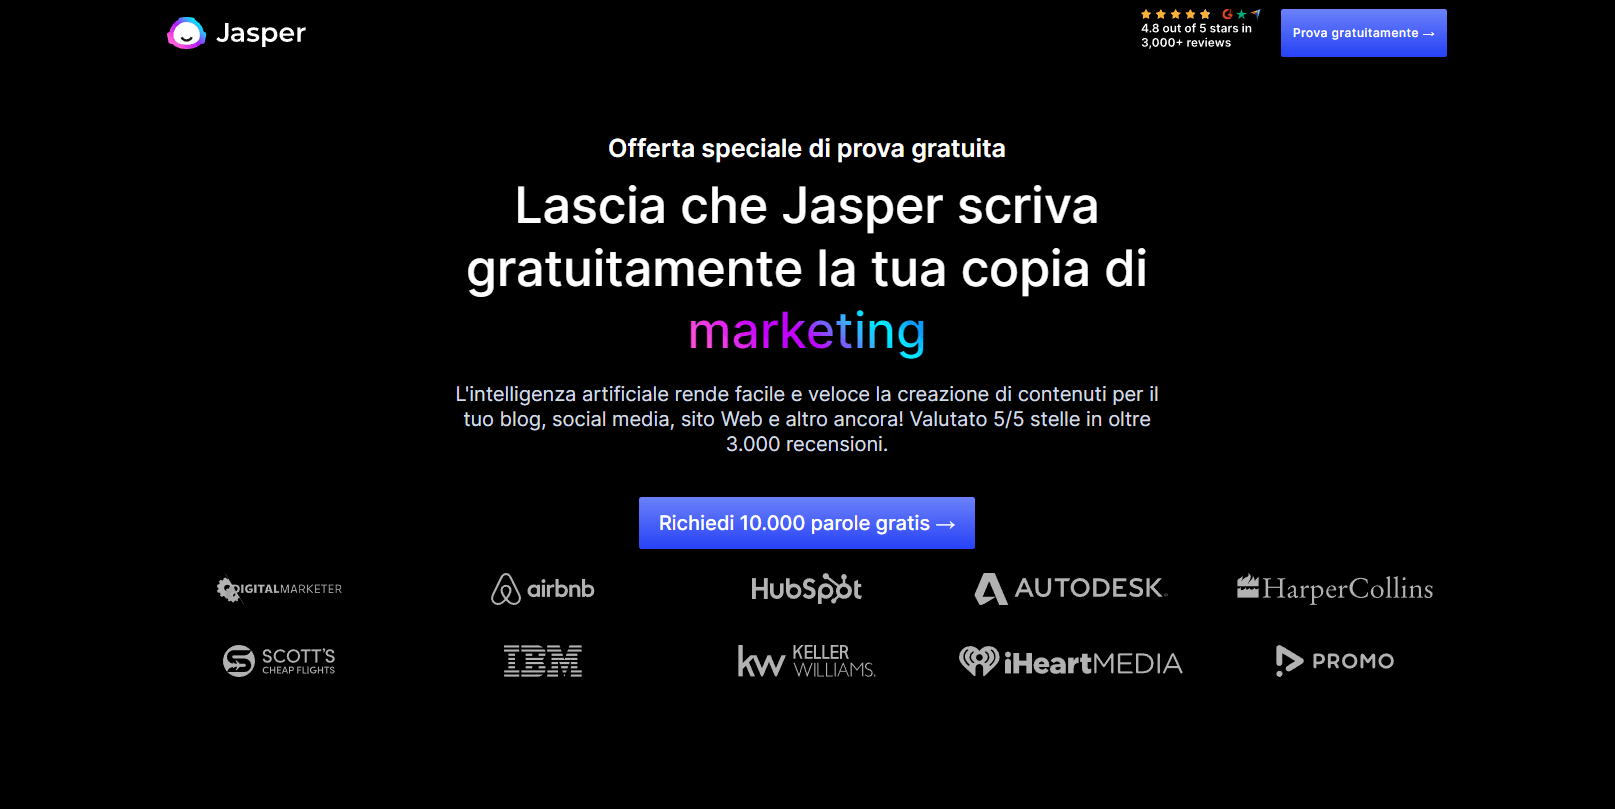 Jasper
4.8 out of 5 stars in
3,000+ reviews
Prova gratuitamente →
Offerta speciale di prova gratuita
Lascia che Jasper scriva
gratuitamente la tua copia di
marketing
L'intelligenza artificiale rende facile e veloce la creazione di contenuti per il
tuo blog, social media, sito Web e altro ancora! Valutato 5/5 stelle in oltre
3.000 recensioni.
Richiedi 10.000 parole gratis →
DIGITALMARKETER
airbnb
HubSpot
AUTODESK
HarperCollins
SCOTT'S
CHEAP FLIGHTS
IBM
kw KELLER
WILLIAMS.
iHeartMEDIA
PROMO